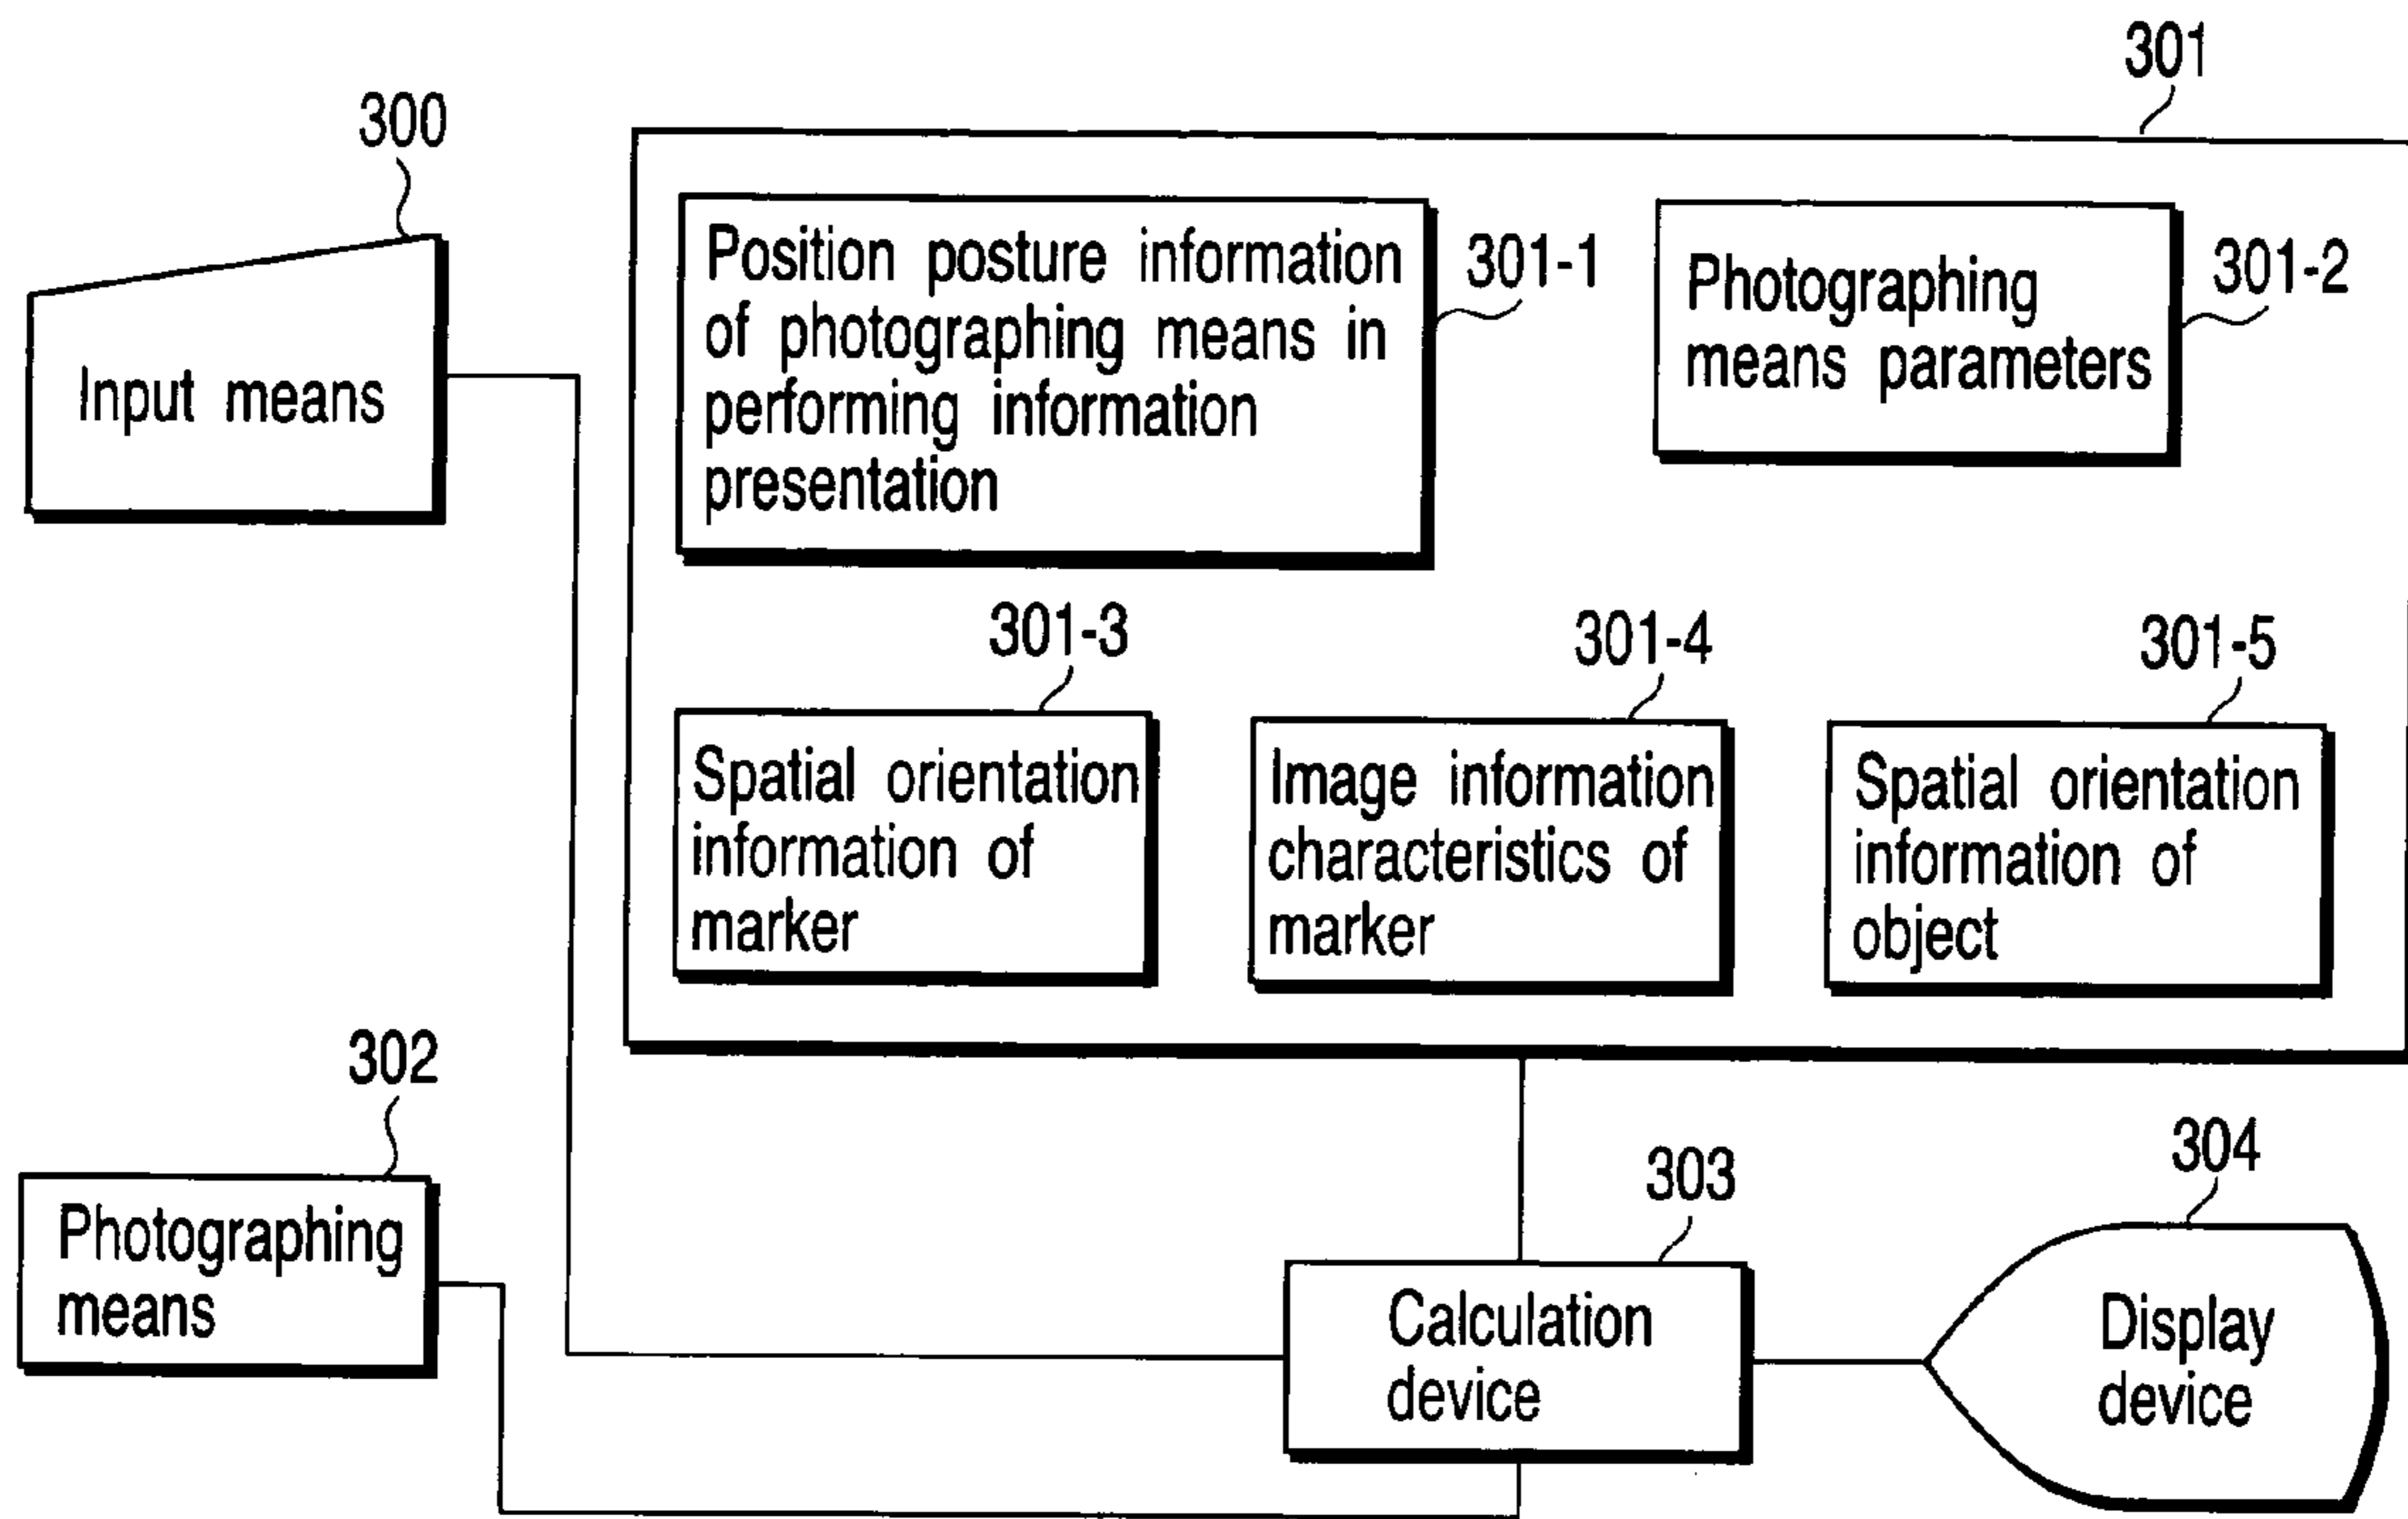 301
300
Position posture information
of photographing means in
performing information
presentation
301-1
Photographing
means parameters
301-2
Input means
301-3
Spatial orientation
information of
marker
301-4
Image information
characteristics of
marker
301-5
Spatial orientation
information of
object
302
Photographing
means
303
Calculation
device
304
Display
device